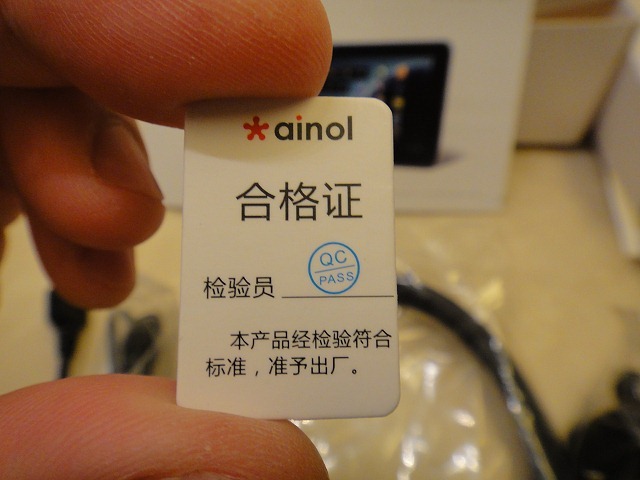 ainol
合格证
QC
PASS
检验员
本产品经检验符合
标准，准予出厂。